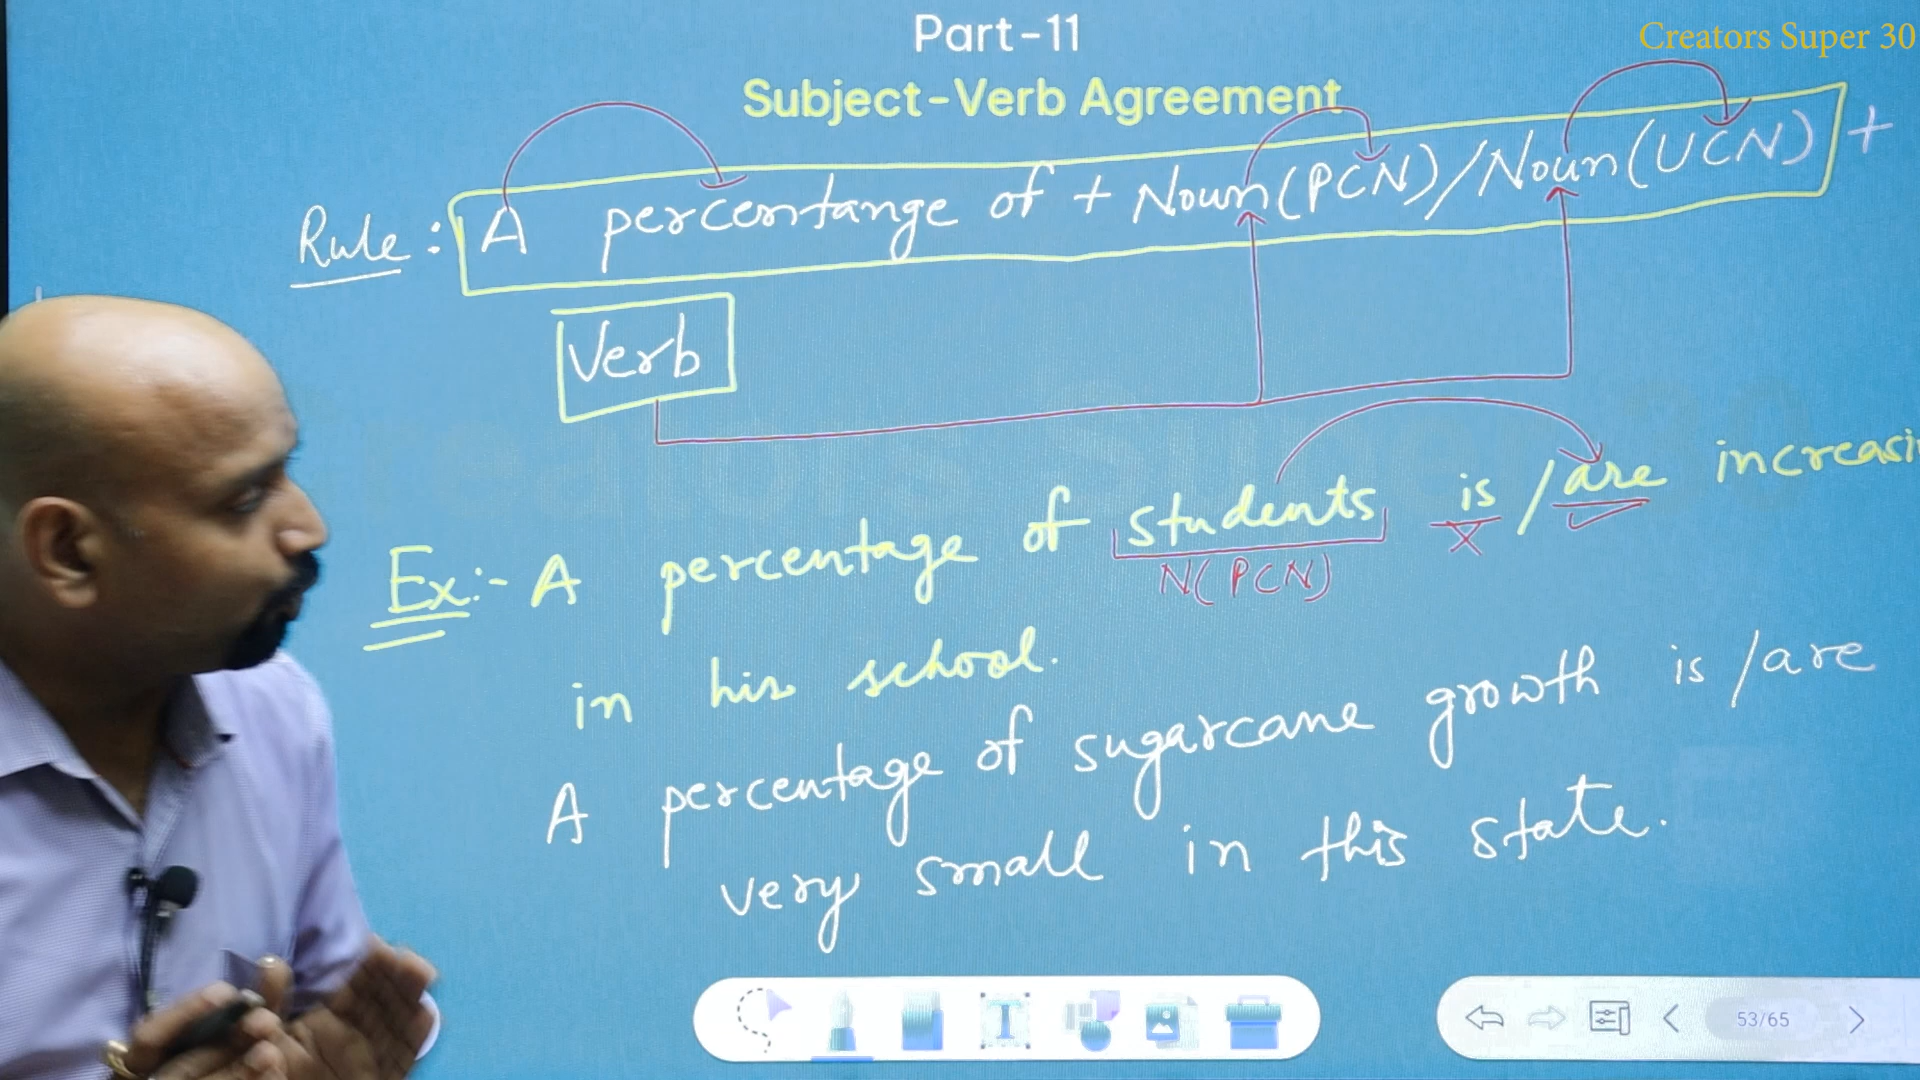 Part-11
Creators Super 30
Subject-Verb Agreement
Rule: A percentange of + Noun(PCN)/Noun(UCN) +
Verb
Ex:- A percentage of students is / are increasi
N(PCN)
in his school.
A percentage of sugarcane growth is /are
very small in this state.
53/65